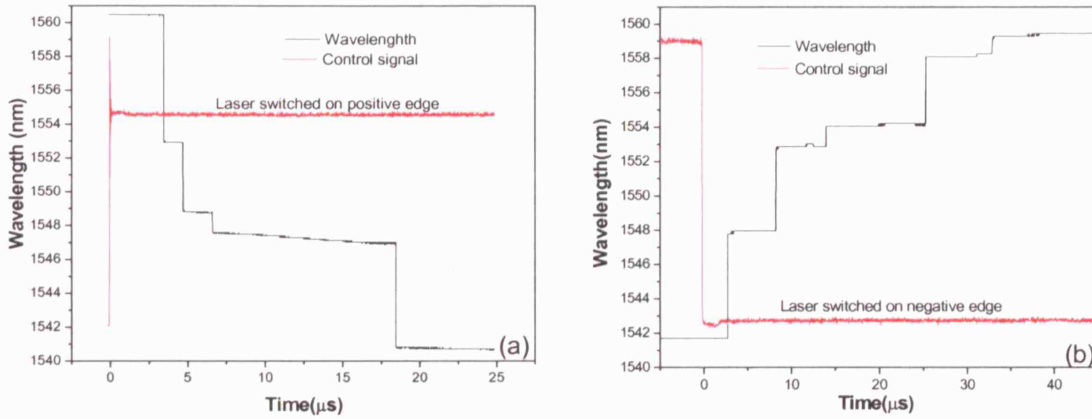 1560
1558
1556
1554
1552
1550
1548
1546
1544
1542
1540
Wavelength (nm)
Wavelenghth
Control signal
Laser switched on positive edge
(a)
0
5
10
15
20
25
Time(μs)
1560
1558
1556
1554
1552
1550
1548
1546
1544
1542
1540
Wavelength(nm)
Wavelength
Control signal
Laser switched on negative edge
(b)
0
10
20
30
40
Time(μs)